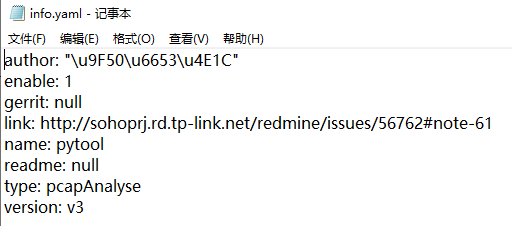 info.yaml - 记事本
文件(F) 编辑(E) 格式(O) 查看(V) 帮助(H)
author: "\u9F50\u6653\u4E1C"
enable: 1
gerrit: null
link: http://sohoprj.rd.tp-link.net/redmine/issues/56762#note-61
name: pytool
readme: null
type: pcapAnalyse
version: v3